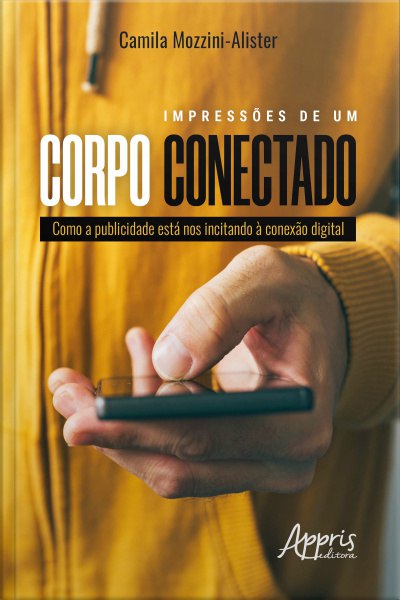 Camila Mozzini-Alister
IMPRESSÕES DE UM
CORPO CONECTADO
Como a publicidade está nos incitando à conexão digital
Appris
editora